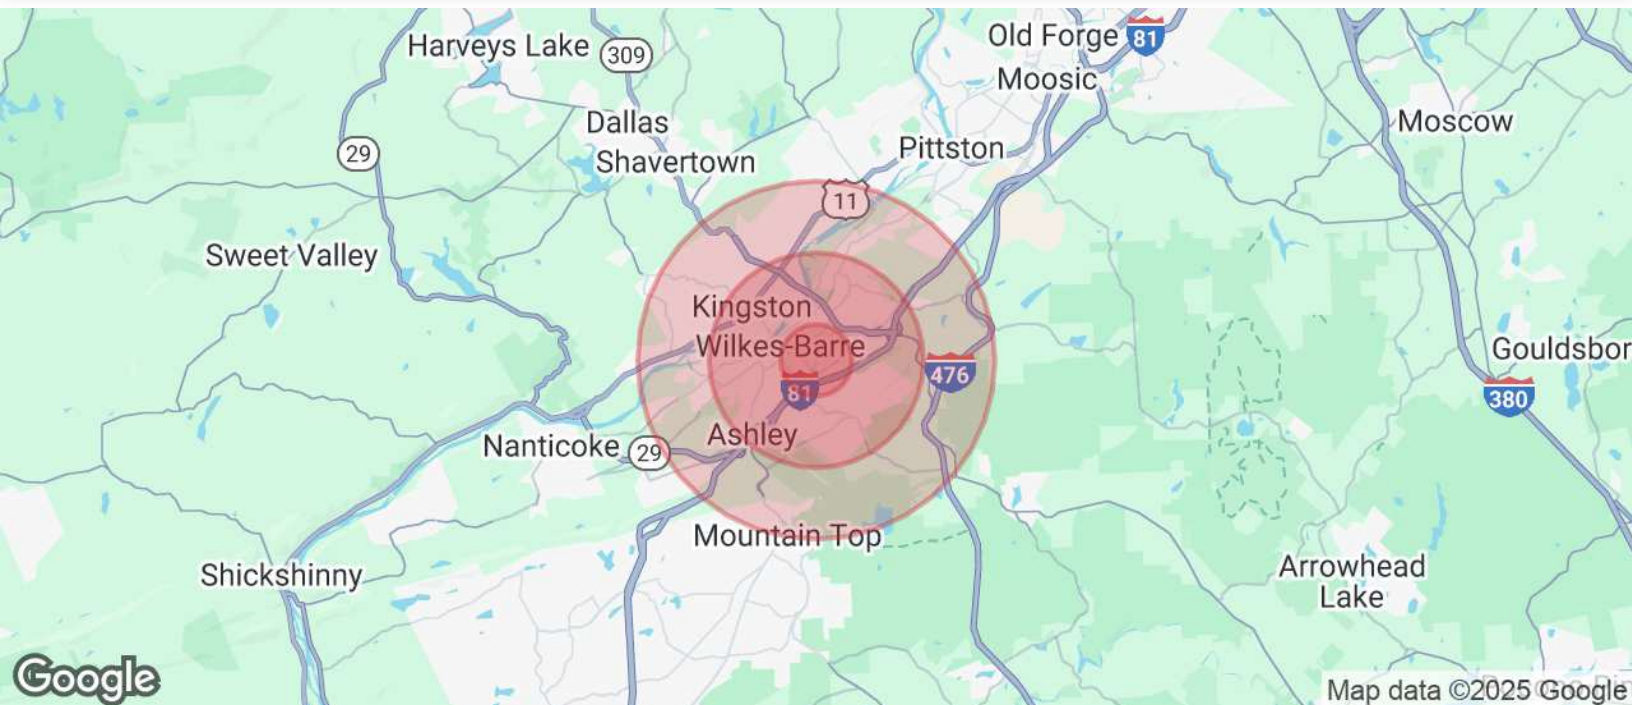 Harveys Lake
309
Old Forge
81
Moosic
Dallas
Moscow
29
Shavertown
Pittston
11
Sweet Valley
Kingston
Wilkes-Barre
Gouldsbor
476
81
380
Ashley
Nanticoke
29
Mountain Top
Shickshinny
Arrowhead
Lake
Google
Map data ©2025 Google